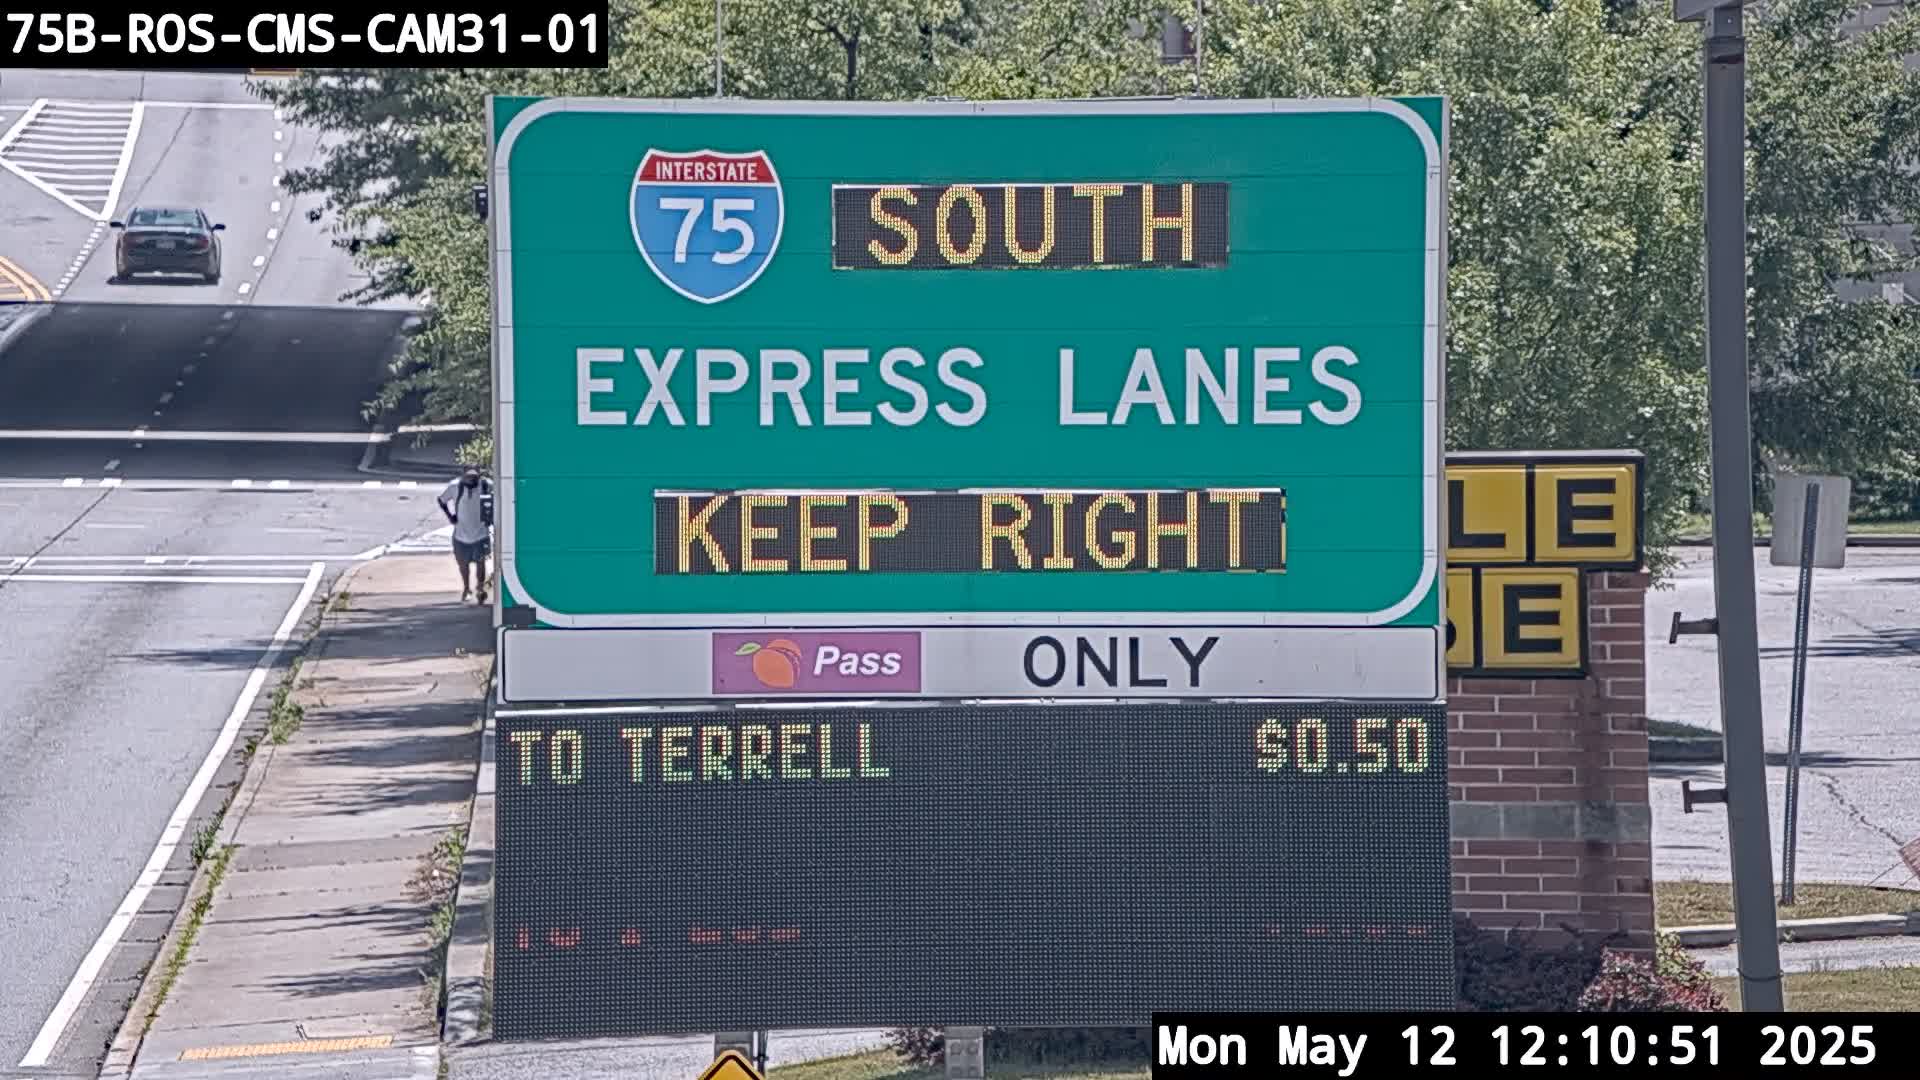 75B-ROS-CMS-CAM31-01
INTERSTATE
75
SOUTH
EXPRESS LANES
KEEP RIGHT
LE
E
Pass
ONLY
TO TERRELL $0.50
Mon May 12 12:10:51 2025